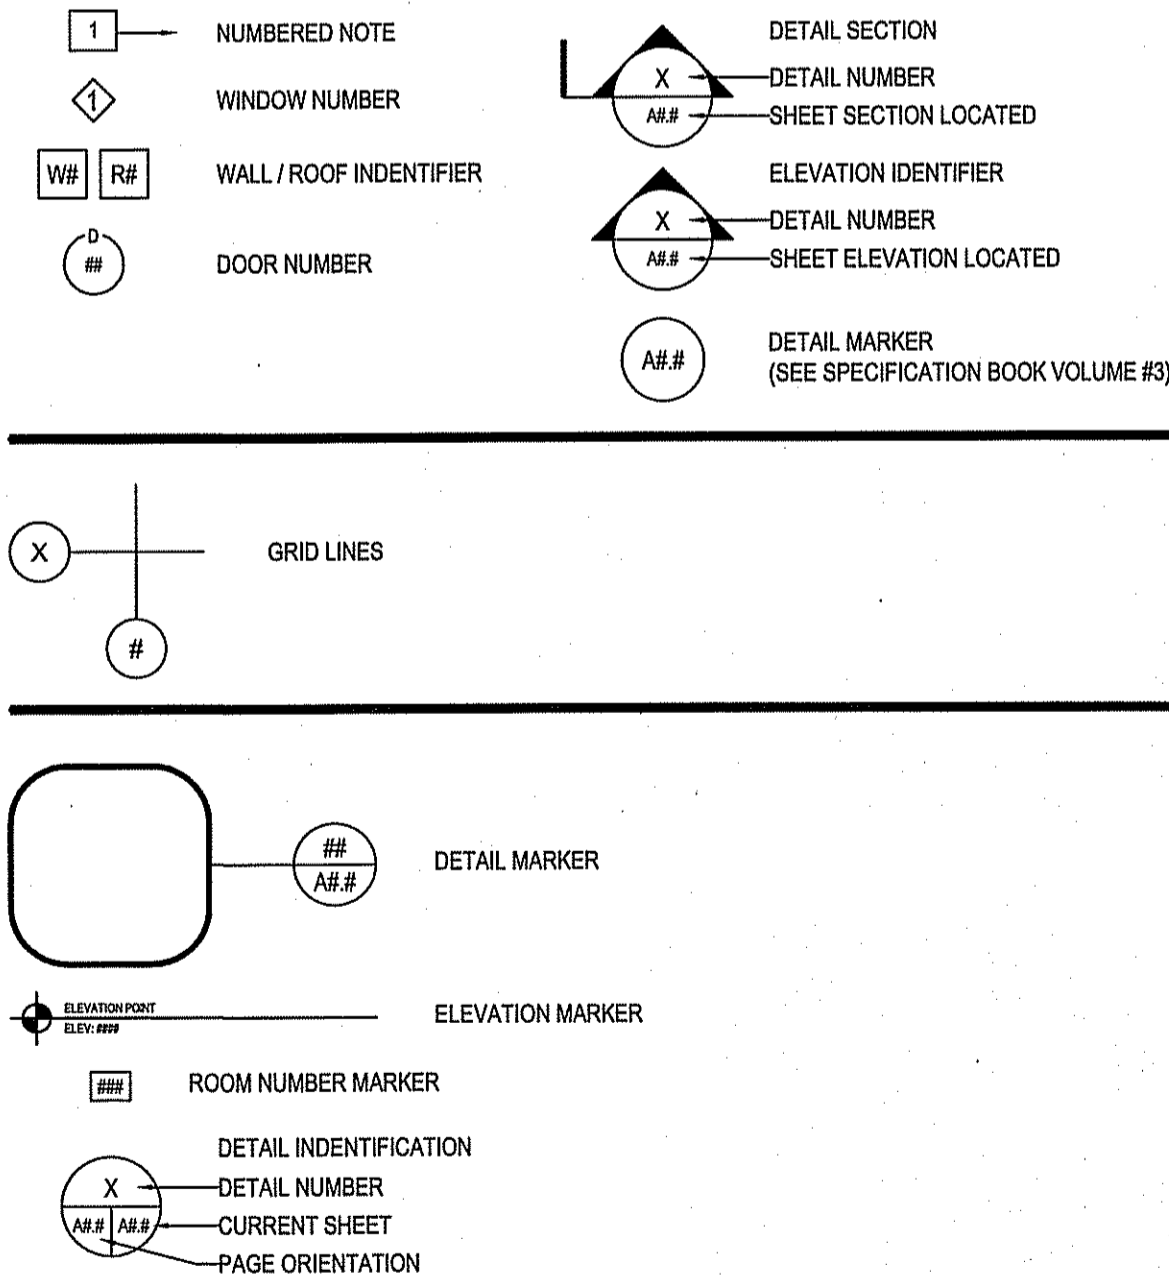 1 NUMBERED NOTE
1 WINDOW NUMBER
W# R# WALL / ROOF INDENTIFIER
D
## DOOR NUMBER
DETAIL SECTION
X DETAIL NUMBER
A#.# SHEET SECTION LOCATED
ELEVATION IDENTIFIER
X DETAIL NUMBER
A#.# SHEET ELEVATION LOCATED
A#.# DETAIL MARKER
(SEE SPECIFICATION BOOK VOLUME #3)
X GRID LINES
#
##
A#.# DETAIL MARKER
ELEVATION POINT
ELEV: ####
ELEVATION MARKER
### ROOM NUMBER MARKER
DETAIL INDENTIFICATION
X DETAIL NUMBER
A#.# A#.# CURRENT SHEET
PAGE ORIENTATION